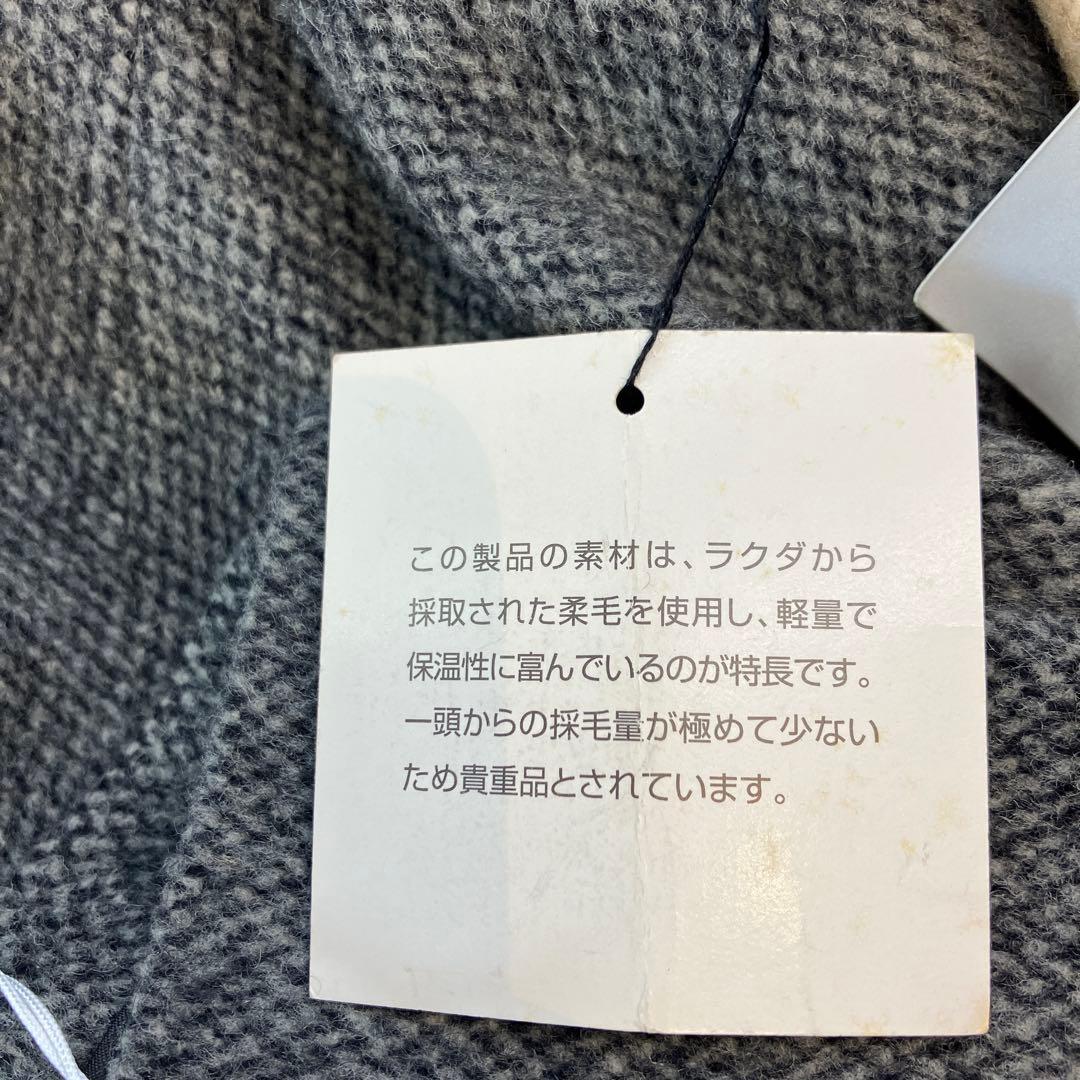 この製品の素材は、ラクダから
採取された柔毛を使用し、軽量で
保温性に富んでいるのが特長です。
一頭からの採毛量が極めて少ない
ため貴重品とされています。